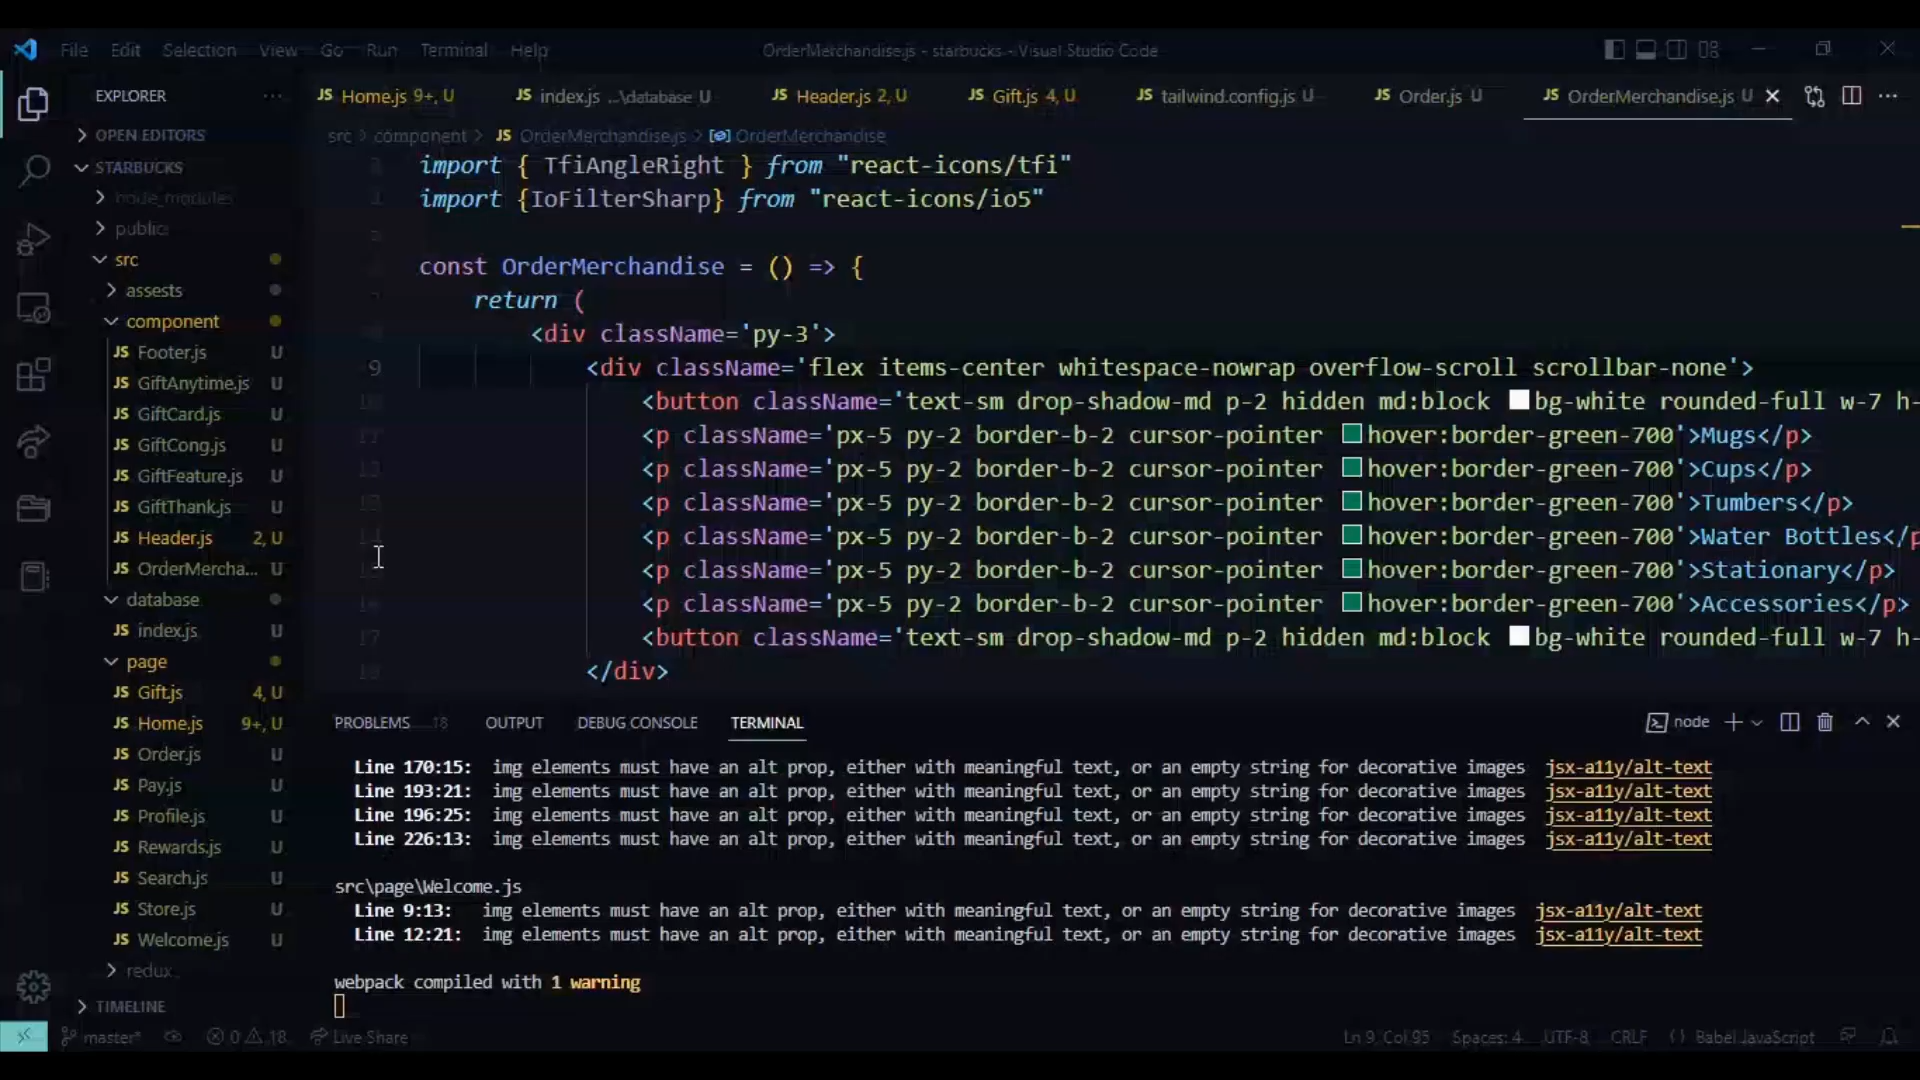 File Edit Selection View Go Run Terminal Help
OrderMerchandise.js - starbucks - Visual Studio Code
EXPLORER
OPEN EDITORS
STARBUCKS
node_modules
public
src
assests
component
JS Footer.js U
JS GiftAnytime.js U
JS GiftCard.js U
JS GiftCong.js U
JS GiftFeature.js U
JS GiftThank.js U
JS Header.js 2, U
JS OrderMercha... U
database
JS index.js U
page
JS Gift.js 4, U
JS Home.js 9+, U
JS Order.js U
JS Pay.js U
JS Profile.js U
JS Rewards.js U
JS Search.js U
JS Store.js U
JS Welcome.js U
redux
TIMELINE
JS Home.js 9+, U JS index.js ...\database U JS Header.js 2, U JS Gift.js 4, U JS tailwind.config.js U JS Order.js U JS OrderMerchandise.js U
src > component > JS OrderMerchandise.js > OrderMerchandise
import { TfiAngleRight } from "react-icons/tfi"
import {IoFilterSharp} from "react-icons/io5"
5
const OrderMerchandise = () => {
7 return (
8 <div className='py-3'>
9 <div className='flex items-center whitespace-nowrap overflow-scroll scrollbar-none'>
10 <button className='text-sm drop-shadow-md p-2 hidden md:block bg-white rounded-full w-7 h-
11 <p className='px-5 py-2 border-b-2 cursor-pointer hover:border-green-700'>Mugs</p>
12 <p className='px-5 py-2 border-b-2 cursor-pointer hover:border-green-700'>Cups</p>
13 <p className='px-5 py-2 border-b-2 cursor-pointer hover:border-green-700'>Tumbers</p>
14 <p className='px-5 py-2 border-b-2 cursor-pointer hover:border-green-700'>Water Bottles</p
15 <p className='px-5 py-2 border-b-2 cursor-pointer hover:border-green-700'>Stationary</p>
16 <p className='px-5 py-2 border-b-2 cursor-pointer hover:border-green-700'>Accessories</p>
17 <button className='text-sm drop-shadow-md p-2 hidden md:block bg-white rounded-full w-7 h-
18 </div>
PROBLEMS 18 OUTPUT DEBUG CONSOLE TERMINAL node
Line 170:15: img elements must have an alt prop, either with meaningful text, or an empty string for decorative images jsx-a11y/alt-text
Line 193:21: img elements must have an alt prop, either with meaningful text, or an empty string for decorative images jsx-a11y/alt-text
Line 196:25: img elements must have an alt prop, either with meaningful text, or an empty string for decorative images jsx-a11y/alt-text
Line 226:13: img elements must have an alt prop, either with meaningful text, or an empty string for decorative images jsx-a11y/alt-text
src\page\Welcome.js
Line 9:13: img elements must have an alt prop, either with meaningful text, or an empty string for decorative images jsx-a11y/alt-text
Line 12:21: img elements must have an alt prop, either with meaningful text, or an empty string for decorative images jsx-a11y/alt-text
webpack compiled with 1 warning
master* 0 18 Live Share Ln 9, Col 95 Spaces: 4 UTF-8 CRLF Babel JavaScript